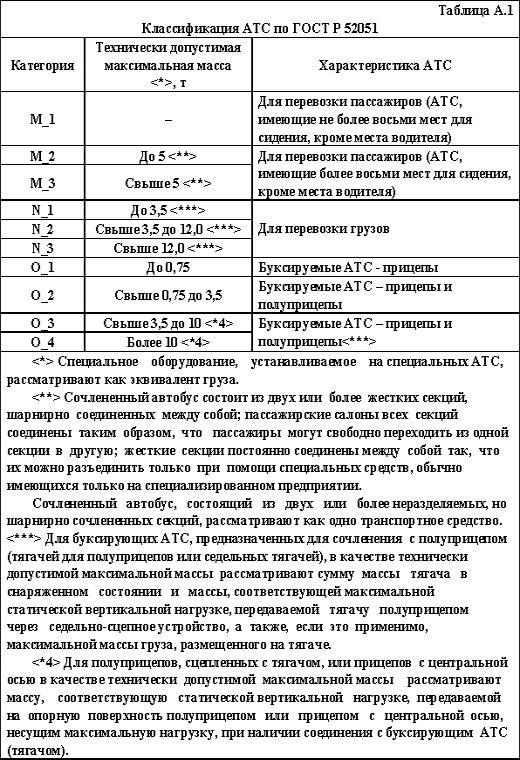 Таблица А.1
Классификация АТС по ГОСТ Р 52051
Категория
Технически допустимая
максимальная масса
<*>, т
Характеристика АТС
M_1
–
Для перевозки пассажиров (АТС,
имеющие не более восьми мест для
сидения, кроме места водителя)
M_2
До 5 <**>
M_3
Свыше 5 <**>
Для перевозки пассажиров (АТС,
имеющие более восьми мест для сидения,
кроме места водителя)
N_1
До 3,5 <***>
N_2
Свыше 3,5 до 12,0 <***>
N_3
Свыше 12,0 <***>
Для перевозки грузов
O_1
До 0,75
Буксируемые АТС - прицепы
O_2
Свыше 0,75 до 3,5
Буксируемые АТС – прицепы и
полуприцепы
O_3
Свыше 3,5 до 10 <*4>
O_4
Более 10 <*4>
Буксируемые АТС – прицепы и
полуприцепы<***>
<*> Специальное оборудование, устанавливаемое на специальных АТС,
рассматривают как эквивалент груза.
<**> Сочлененный автобус состоит из двух или более жестких секций,
шарнирно соединенных между собой; пассажирские салоны всех секций
соединены таким образом, что пассажиры могут свободно переходить из одной
секции в другую; жесткие секции постоянно соединены между собой так, что
их можно разъединить только при помощи специальных средств, обычно
имеющихся только на специализированном предприятии.
Сочлененный автобус, состоящий из двух или более неразделяемых, но
шарнирно сочлененных секций, рассматривают как одно транспортное средство.
<***> Для буксирующих АТС, предназначенных для сочленения с полуприцепом
(тягачей для полуприцепов или седельных тягачей), в качестве технически
допустимой максимальной массы рассматривают сумму массы тягача в
снаряженном состоянии и массы, соответствующей максимальной
статической вертикальной нагрузке, передаваемой тягачу полуприцепом
через седельно-сцепное устройство, а также, если это применимо,
максимальной массы груза, размещенного на тягаче.
<*4> Для полуприцепов, сцепленных с тягачом, или прицепов с центральной
осью в качестве технически допустимой максимальной массы рассматривают
массу, соответствующую статической вертикальной нагрузке, передаваемой
на опорную поверхность полуприцепом или прицепом с центральной осью,
несущим максимальную нагрузку, при наличии соединения с буксирующим АТС
(тягачом).